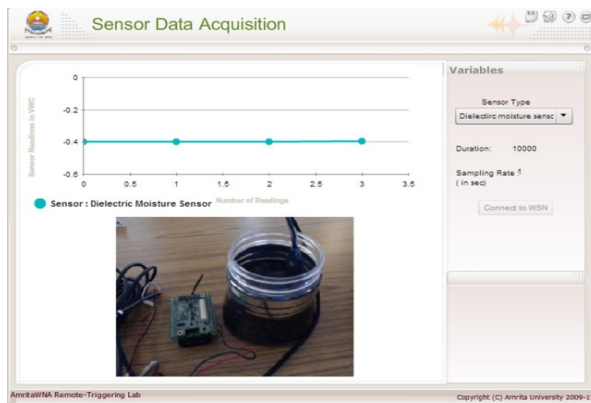 Sensor Data Acquisition
Variables
Sensor Type
Dielectirc moisture sensc
Duration: 10000
Sampling Rate
( in sec)
Connect to WSN
Sensor Readings in VWC
0
-0.2
-0.4
-0.6
0 0.5 1 1.5 2 2.5 3 3.5
Number of Readings
Sensor : Dielectric Moisture Sensor
AmritaWNA Remote-Triggering Lab
Copyright (C) Amrita University 2009-1